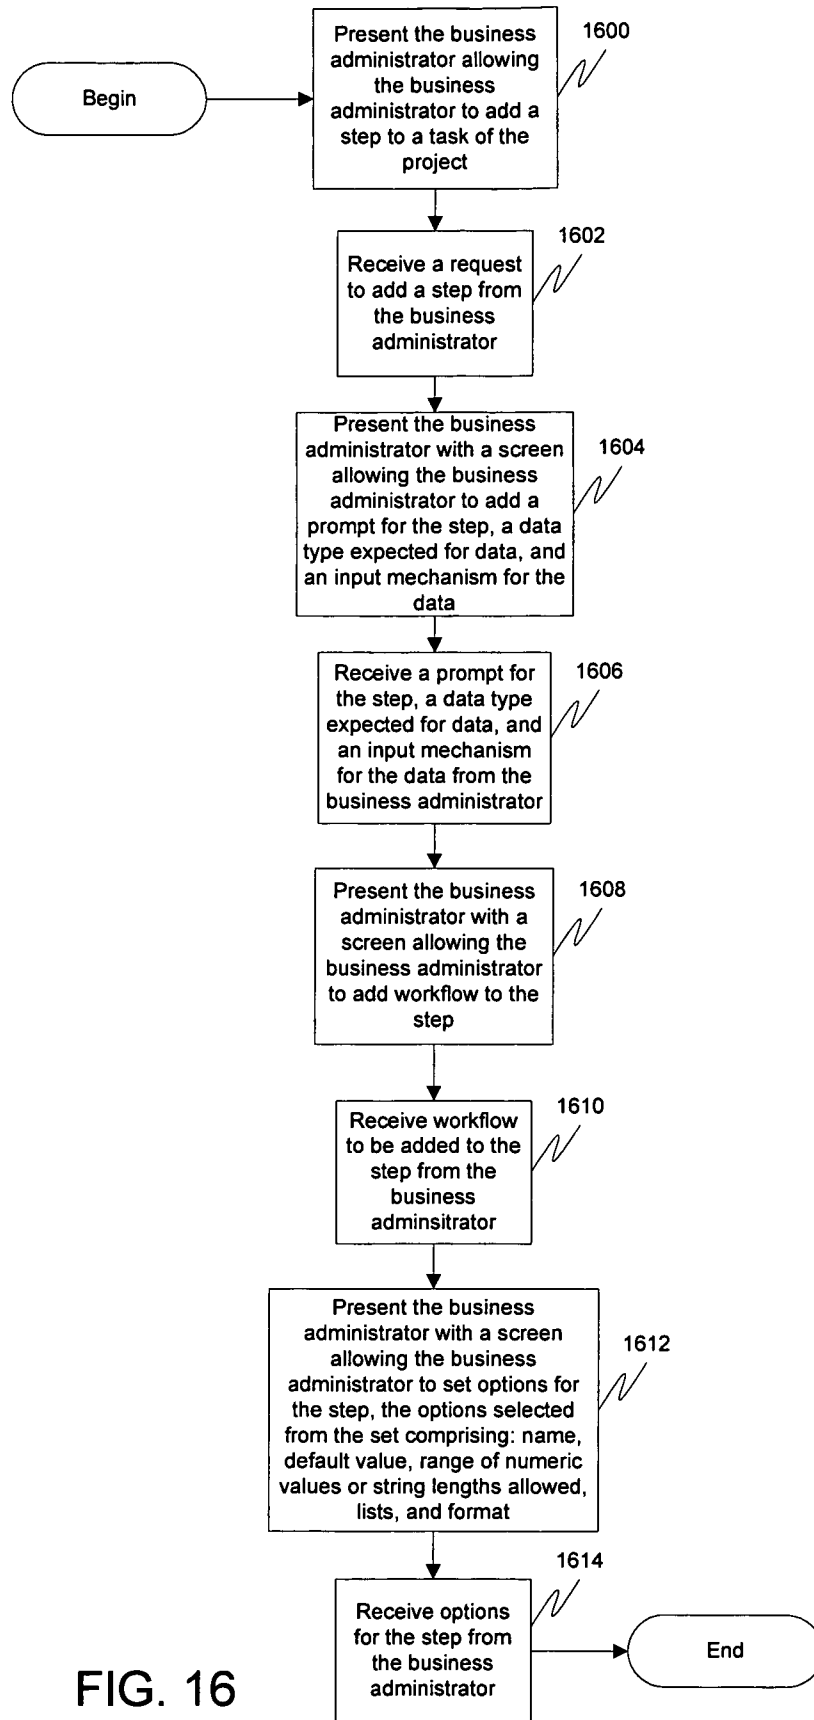 Begin
Present the business
administrator allowing
the business
administrator to add a
step to a task of the
project
1600
Receive a request
to add a step from
the business
administrator
1602
Present the business
administrator with a screen
allowing the business
administrator to add a
prompt for the step, a data
type expected for data, and
an input mechanism for the
data
1604
Receive a prompt for
the step, a data type
expected for data, and
an input mechanism
for the data from the
business administrator
1606
Present the business
administrator with a
screen allowing the
business administrator
to add workflow to the
step
1608
Receive workflow
to be added to the
step from the
business
adminsitrator
1610
Present the business
administrator with a screen
allowing the business
administrator to set options for
the step, the options selected
from the set comprising: name,
default value, range of numeric
values or string lengths allowed,
lists, and format
1612
Receive options
for the step from
the business
administrator
1614
End
FIG. 16